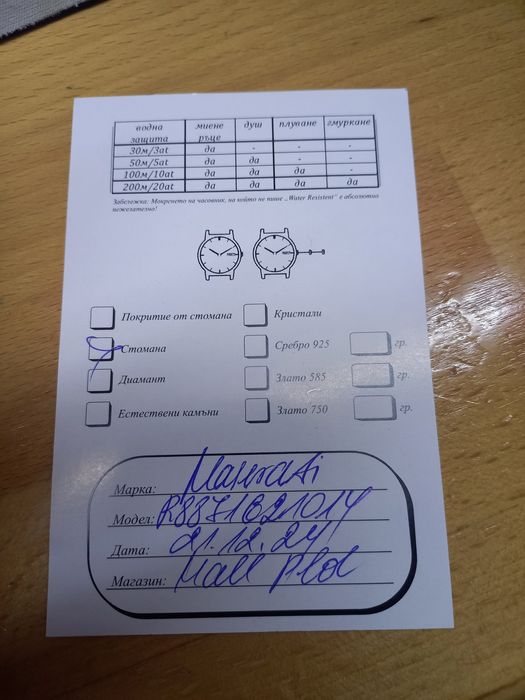 водна защита миене ръце душ плуване гмуркане
30м/3at да - - -
50м/5at да да - -
100м/10at да да да -
200м/20at да да да да
Забележка: Мокренето на часовник, на който не пише „Water Resistent" е абсолютно
нежелателно!
Покритие от стомана Кристали
Стомана Сребро 925 гр.
Диамант Злато 585 гр.
Естествени камъни Злато 750 гр.
Марка:
Модел: R8871621014
Дата: 21.12.24
Магазин: Mall Pld